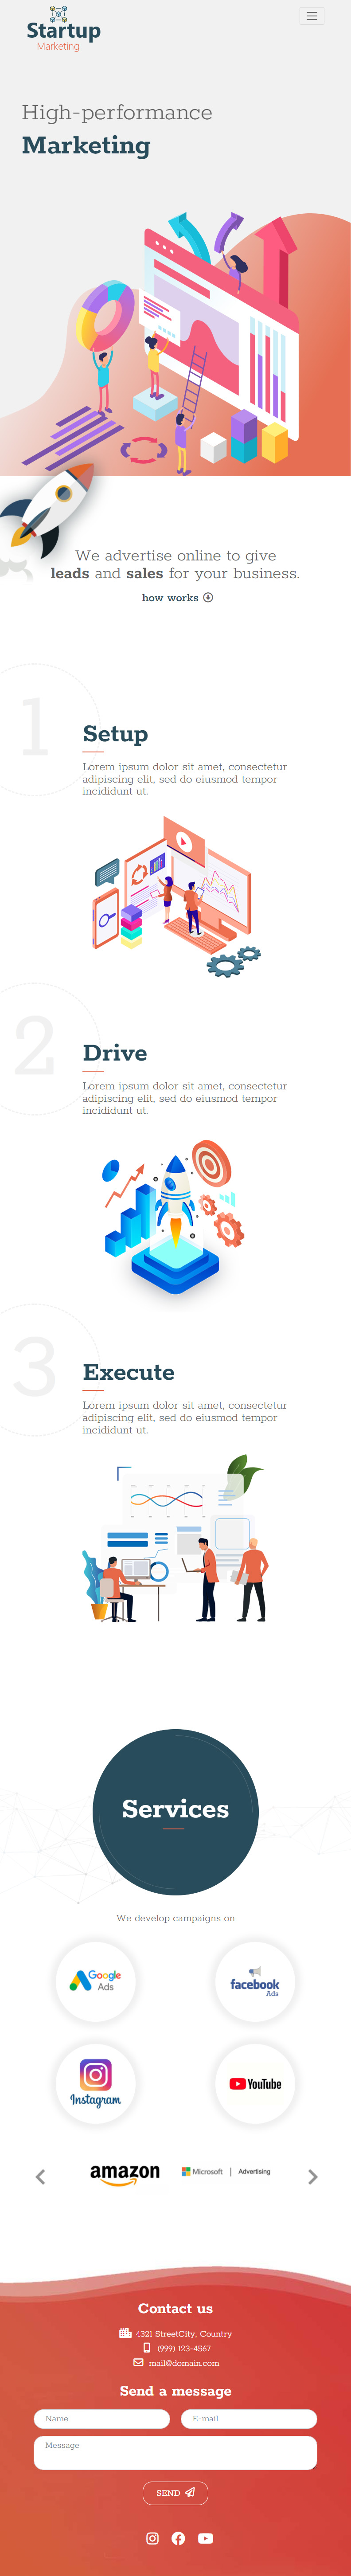 Startup
Marketing
High-performance
Marketing
We advertise online to give
leads and sales for your business.
how works
1
Setup
Lorem ipsum dolor sit amet, consectetur
adipiscing elit, sed do eiusmod tempor
incididunt ut.
2
Drive
Lorem ipsum dolor sit amet, consectetur
adipiscing elit, sed do eiusmod tempor
incididunt ut.
3
Execute
Lorem ipsum dolor sit amet, consectetur
adipiscing elit, sed do eiusmod tempor
incididunt ut.
Services
We develop campaigns on
Google
Ads
facebook
Ads
Instagram
YouTube
amazon
Microsoft | Advertising
Contact us
4321 StreetCity, Country
(999) 123-4567
mail@domain.com
Send a message
Name
E-mail
Message
SEND